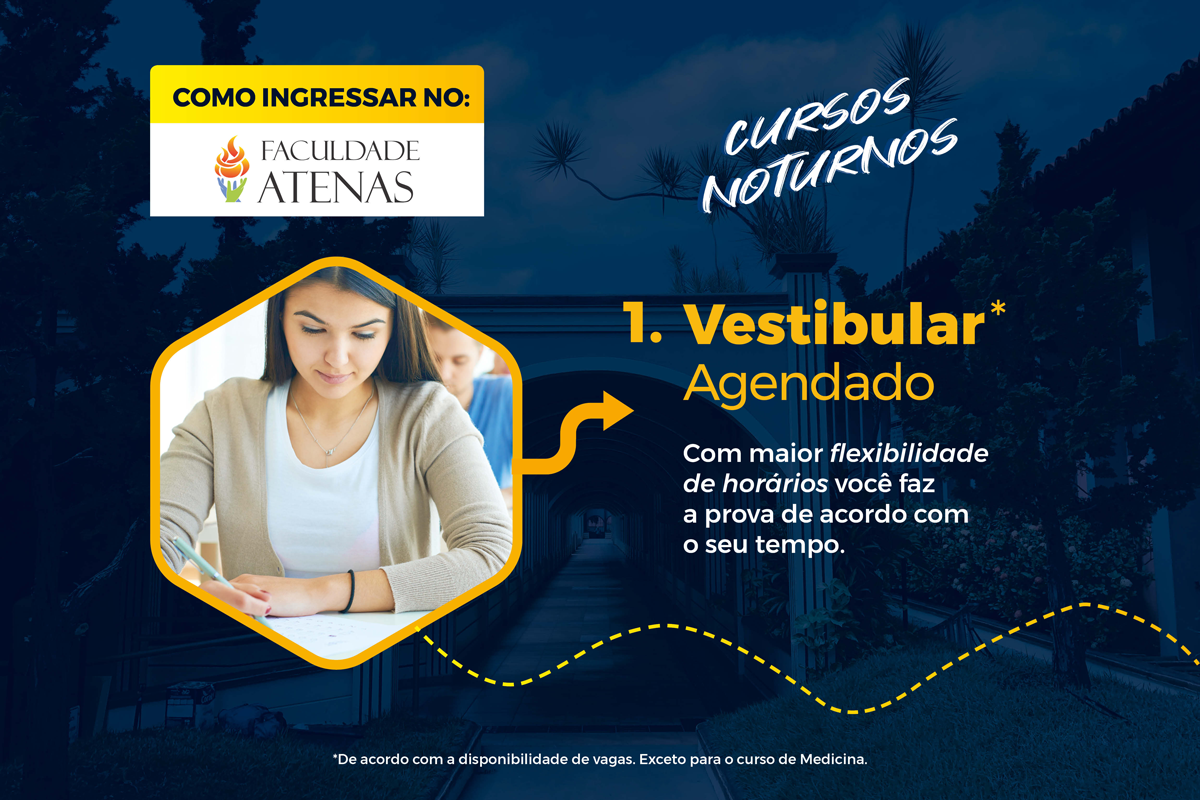 COMO INGRESSAR NO:
FACULDADE
ATENAS
CURSOS
NOTURNOS
1. Vestibular*
Agendado
Com maior flexibilidade
de horários você faz
a prova de acordo com
o seu tempo.
*De acordo com a disponibilidade de vagas. Exceto para o curso de Medicina.